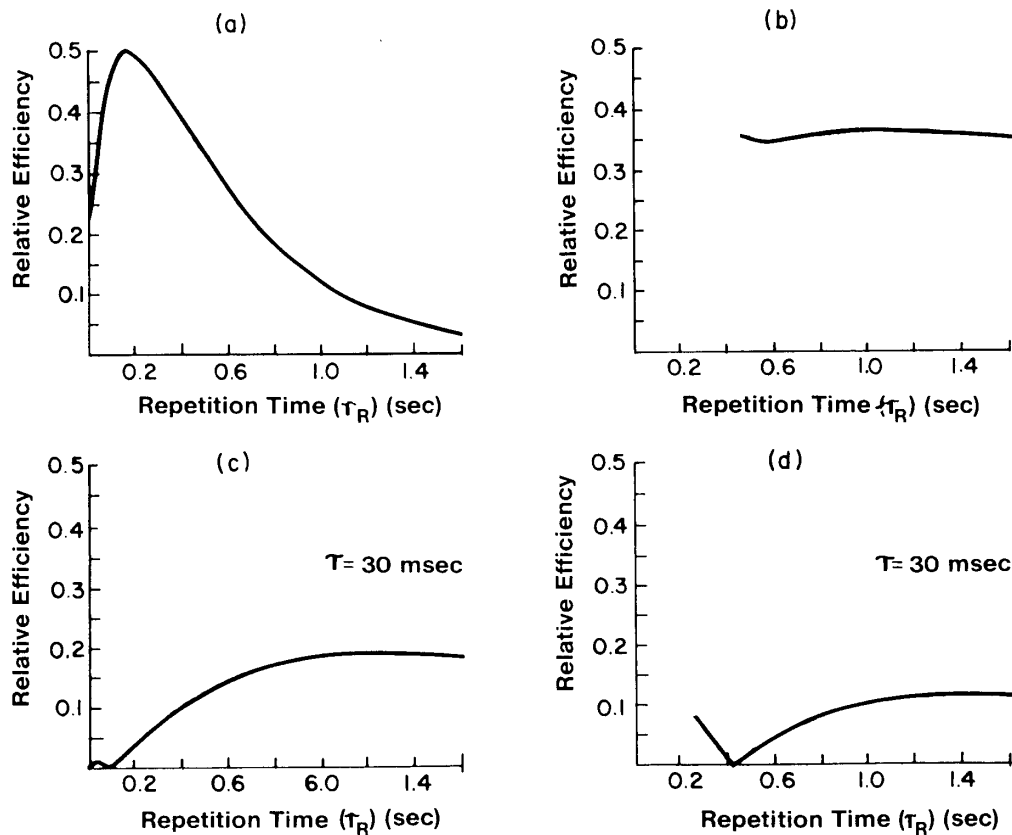 (a)
Relative Efficiency
0.5
0.4
0.3
0.2
0.1
0.2 0.6 1.0 1.4
Repetition Time (τR) (sec)
(b)
Relative Efficiency
0.5
0.4
0.3
0.2
0.1
0.2 0.6 1.0 1.4
Repetition Time (τR) (sec)
(c)
Relative Efficiency
0.5
0.4
0.3
0.2
0.1
τ= 30 msec
0.2 0.6 6.0 1.4
Repetition Time (τR) (sec)
(d)
Relative Efficiency
0.5
0.4
0.3
0.2
0.1
τ= 30 msec
0.2 0.6 1.0 1.4
Repetition Time (τR) (sec)